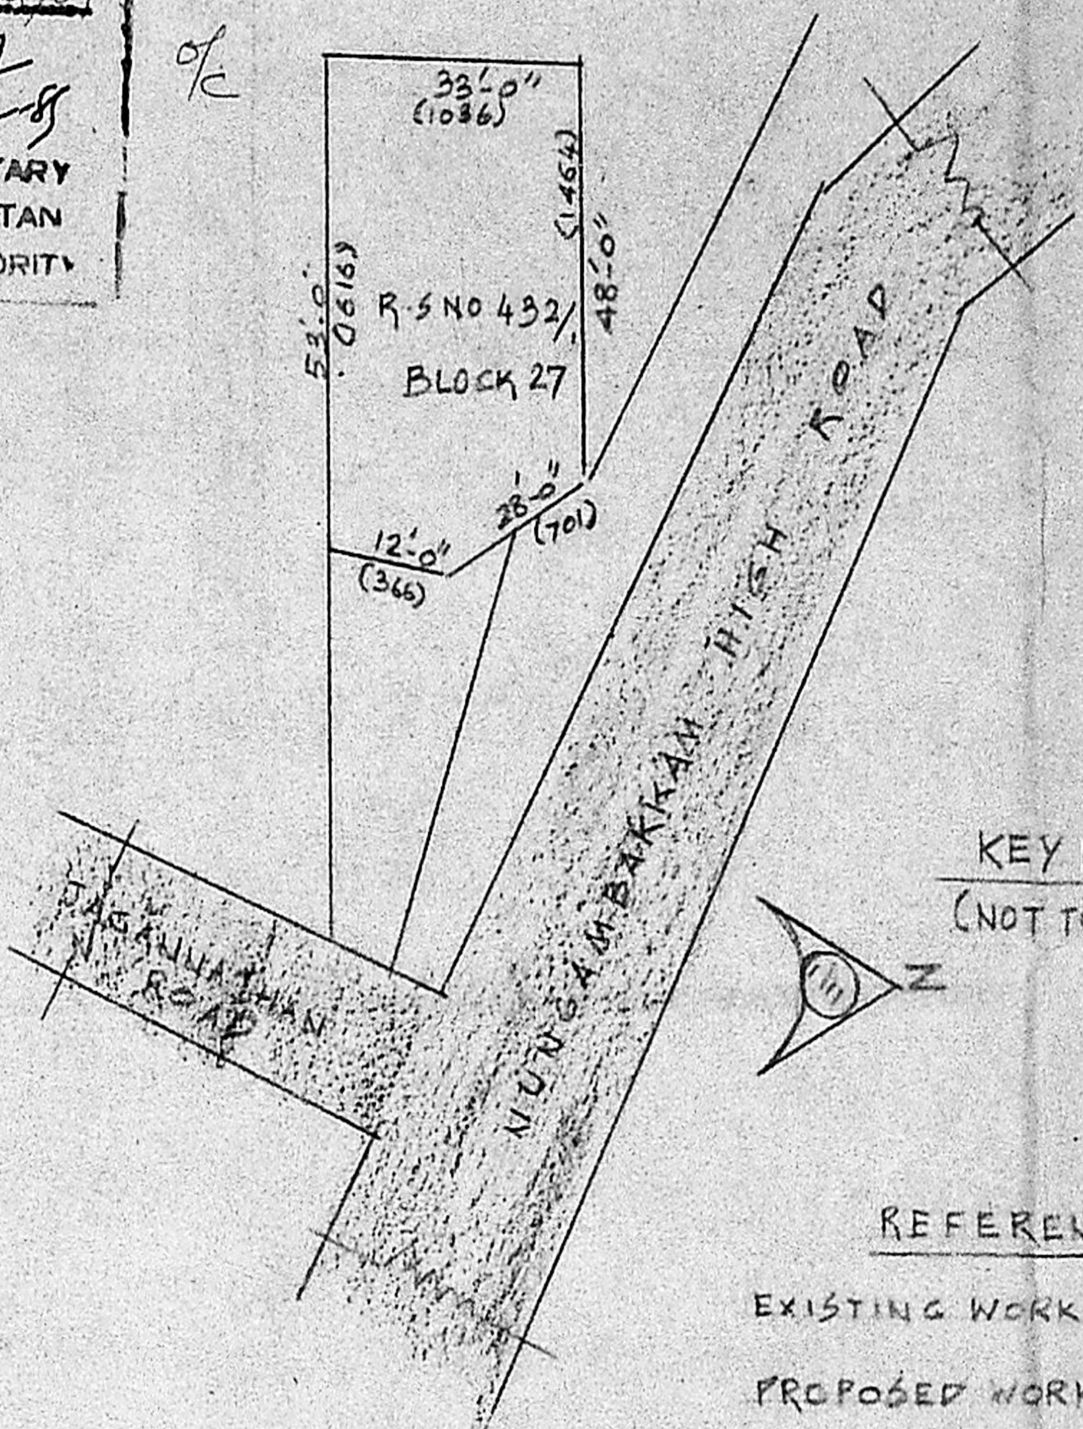 O/C
-85
TARY
TAN
ORITY
33'-0"
(1036)
(1464)
48'-0"
53'-0"
(1616)
R.S NO 432/
BLOCK 27
28'-0"
(701)
12'-0"
(366)
NUNGAMBAKKAM HIGH ROAD
JAGANNATHAN
ROAD
KEY
(NOT TO
N
REFEREN
EXISTING WORK
PROPOSED WORK